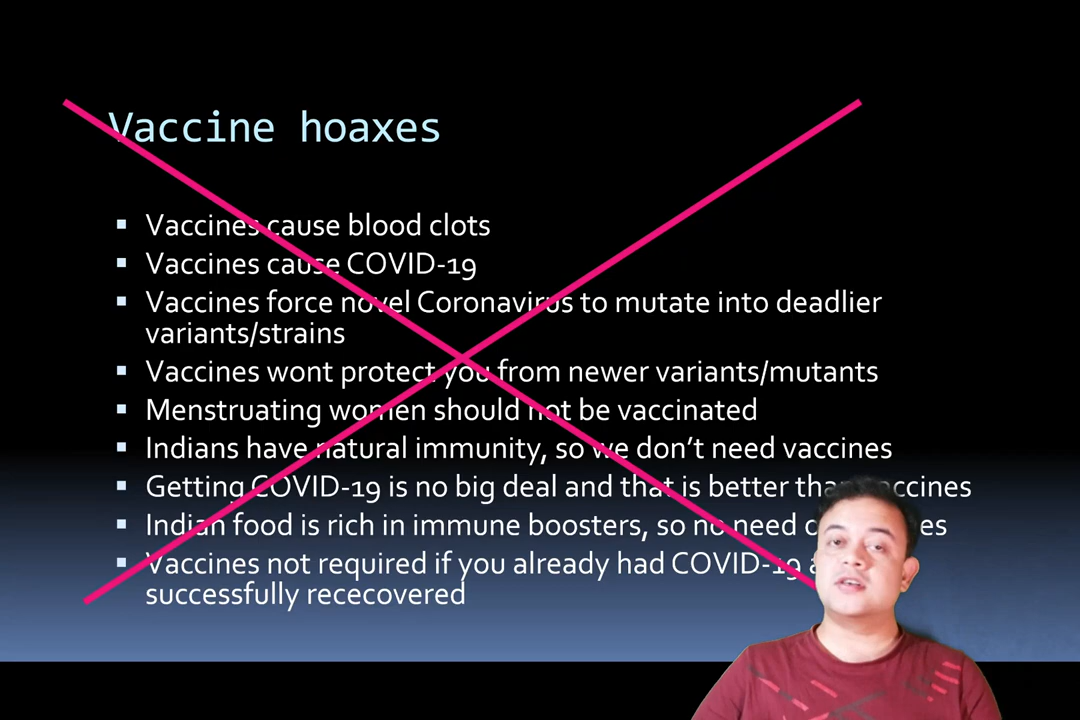 Vaccine hoaxes
Vaccines cause blood clots
Vaccines cause COVID-19
Vaccines force novel Coronavirus to mutate into deadlier
variants/strains
Vaccines wont protect you from newer variants/mutants
Menstruating women should not be vaccinated
Indians have natural immunity, so we don't need vaccines
Getting COVID-19 is no big deal and that is better than vaccines
Indian food is rich in immune boosters, so no need
Vaccines not required if you already had COVID-19
successfully rececovered